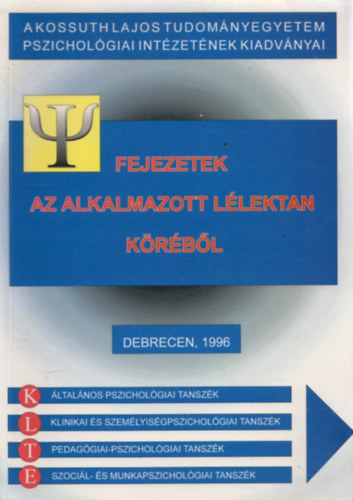 A KOSSUTH LAJOS TUDOMÁNYEGYETEM
PSZICHOLÓGIAI INTÉZETÉNEK KIADVÁNYAI
Ψ
FEJEZETEK
AZ ALKALMAZOTT LÉLEKTAN
KÖRÉBŐL
DEBRECEN, 1996
K ÁLTALÁNOS PSZICHOLÓGIAI TANSZÉK
L KLINIKAI ÉS SZEMÉLYISÉGPSZICHOLÓGIAI TANSZÉK
T PEDAGÓGIAI-PSZICHOLÓGIAI TANSZÉK
E SZOCIÁL- ÉS MUNKAPSZICHOLÓGIAI TANSZÉK